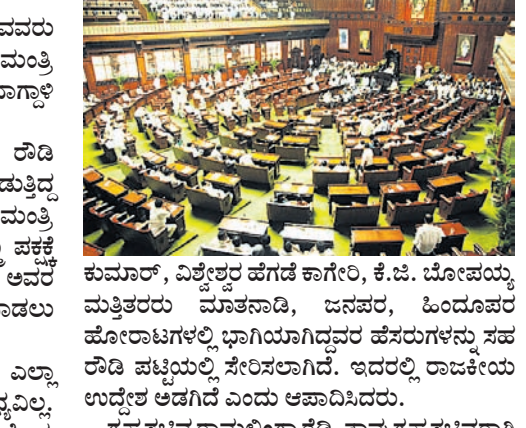 ವವರು
ಮಂತ್ರಿ
ವಾಗ್ದಾಳಿ
ರೌಡಿ
ಡುತ್ತಿದ್ದ
ಮಂತ್ರಿ
ಪಕ್ಷಕ್ಕೆ
ಅವರ
ಾಡಲು
ಎಲ್ಲಾ
ಕುಮಾರ್, ವಿಶ್ವೇಶ್ವರ ಹೆಗಡೆ ಕಾಗೇರಿ, ಕೆ.ಜಿ. ಬೋಪಯ್ಯ
ಮತ್ತಿತರರು ಮಾತನಾಡಿ, ಜನಪರ, ಹಿಂದೂಪರ
ಹೋರಾಟಗಳಲ್ಲಿ ಭಾಗಿಯಾಗಿದ್ದವರ ಹೆಸರುಗಳನ್ನು ಸಹ
ರೌಡಿ ಪಟ್ಟಿಯಲ್ಲಿ ಸೇರಿಸಲಾಗಿದೆ. ಇದರಲ್ಲಿ ರಾಜಕೀಯ
ಉದ್ದೇಶ ಅಡಗಿದೆ ಎಂದು ಆಪಾದಿಸಿದರು.